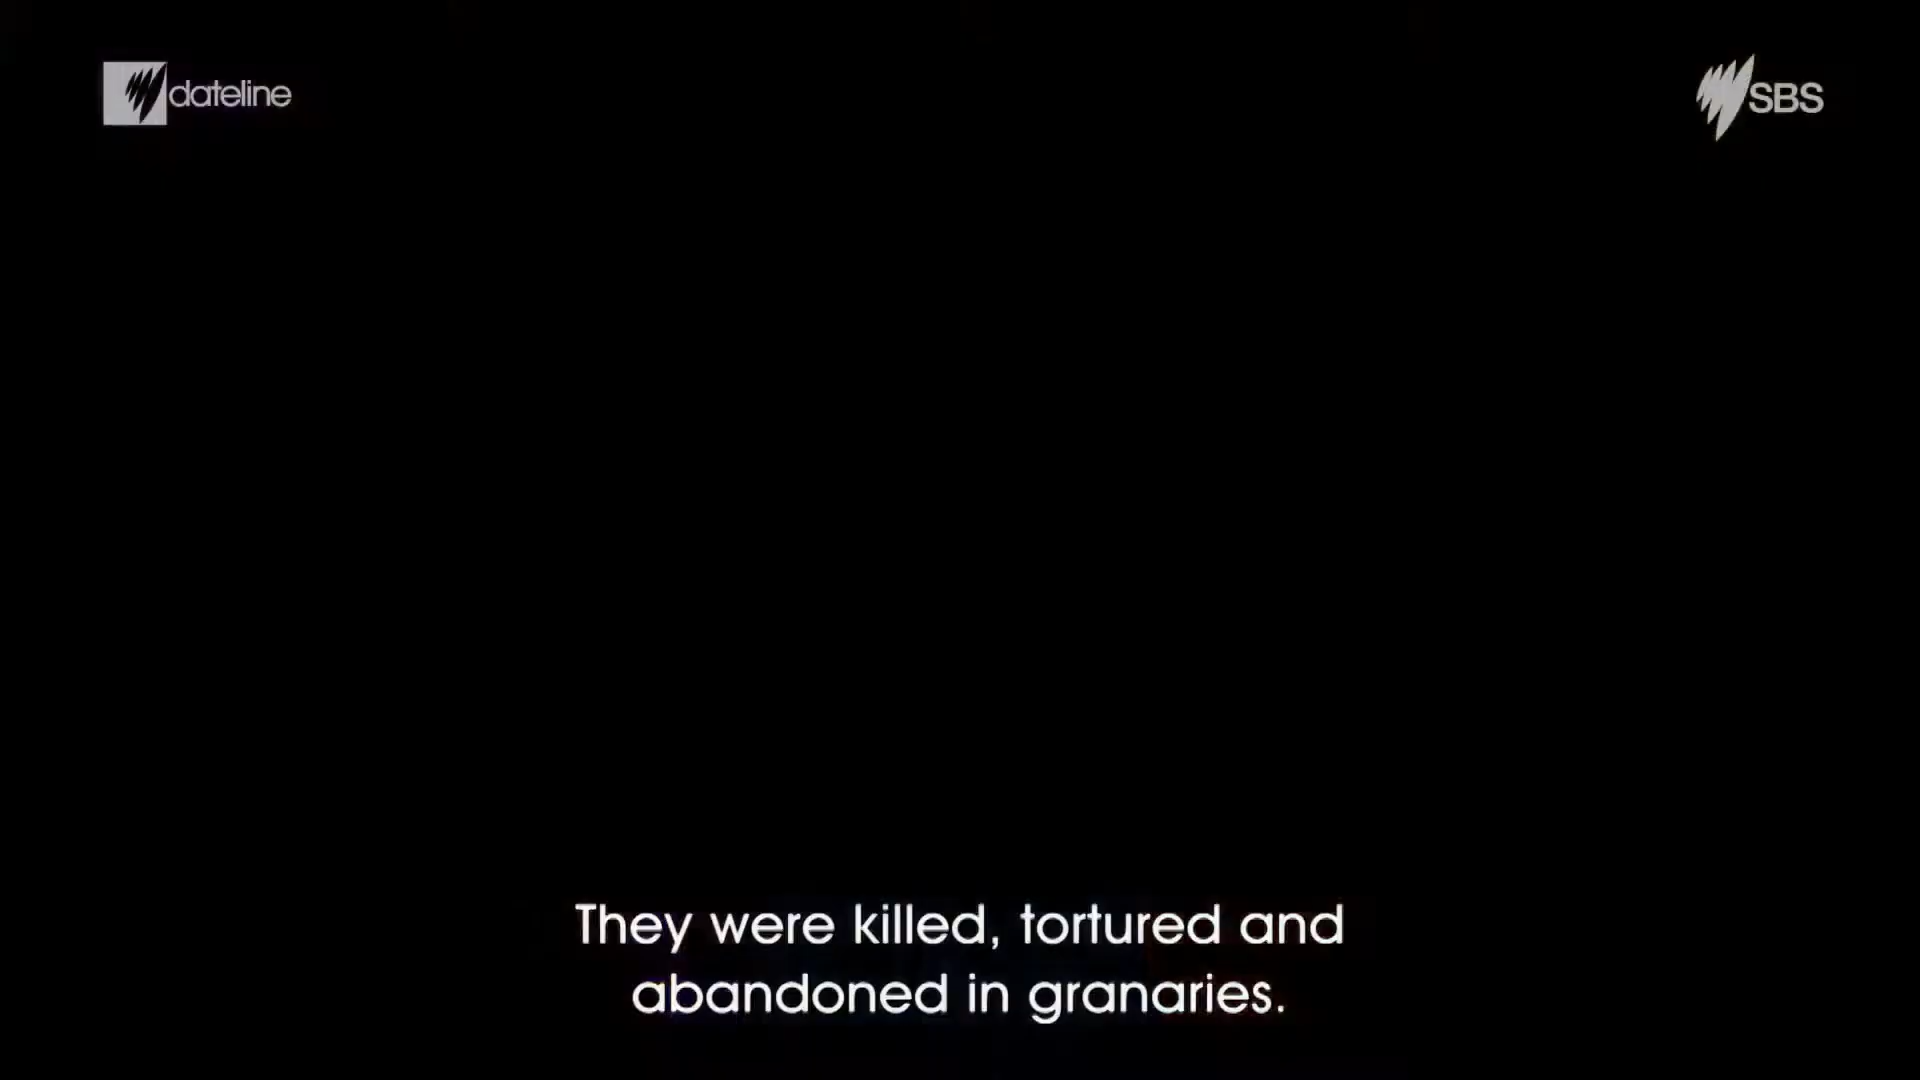 dateline
SBS
They were killed, tortured and
abandoned in granaries.